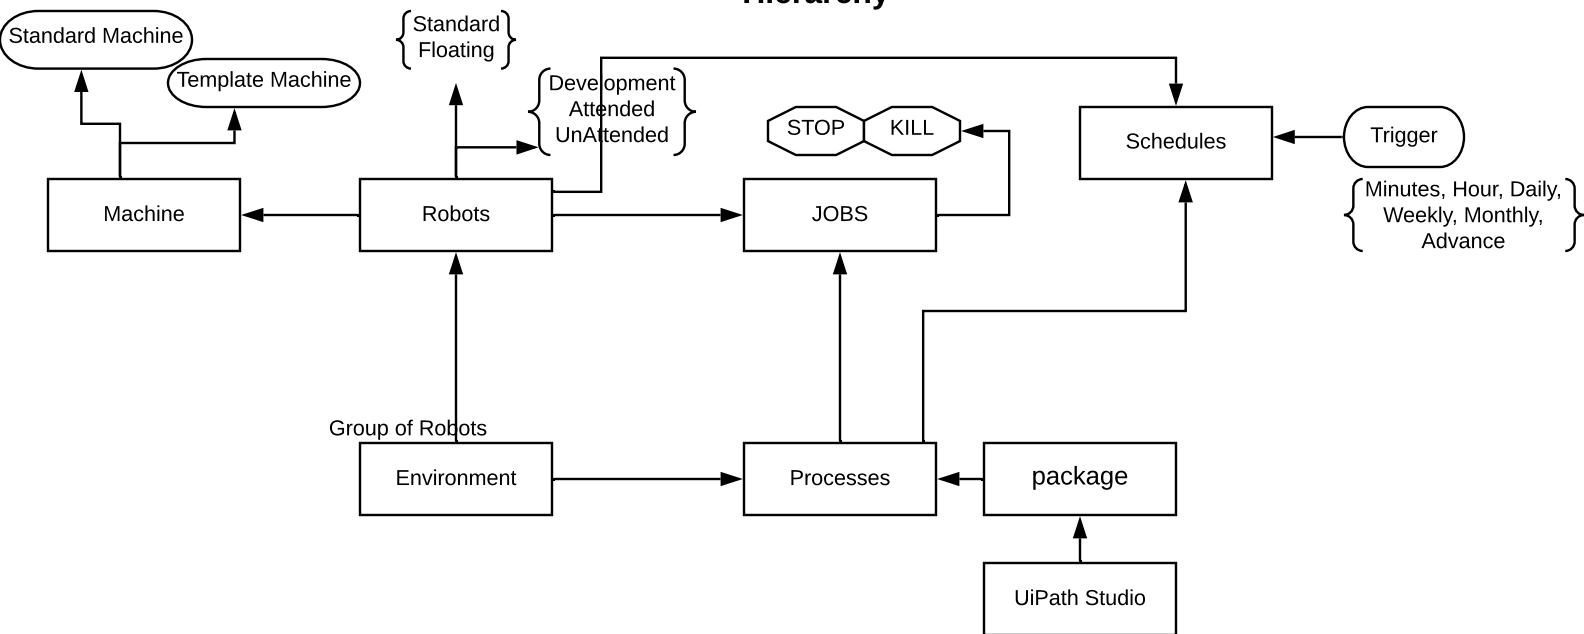 Hierarchy
Standard Machine
Template Machine
Standard
Floating
Development
Attended
UnAttended
STOP
KILL
Schedules
Trigger
Minutes, Hour, Daily,
Weekly, Monthly,
Advance
Machine
Robots
JOBS
Group of Robots
Environment
Processes
package
UiPath Studio